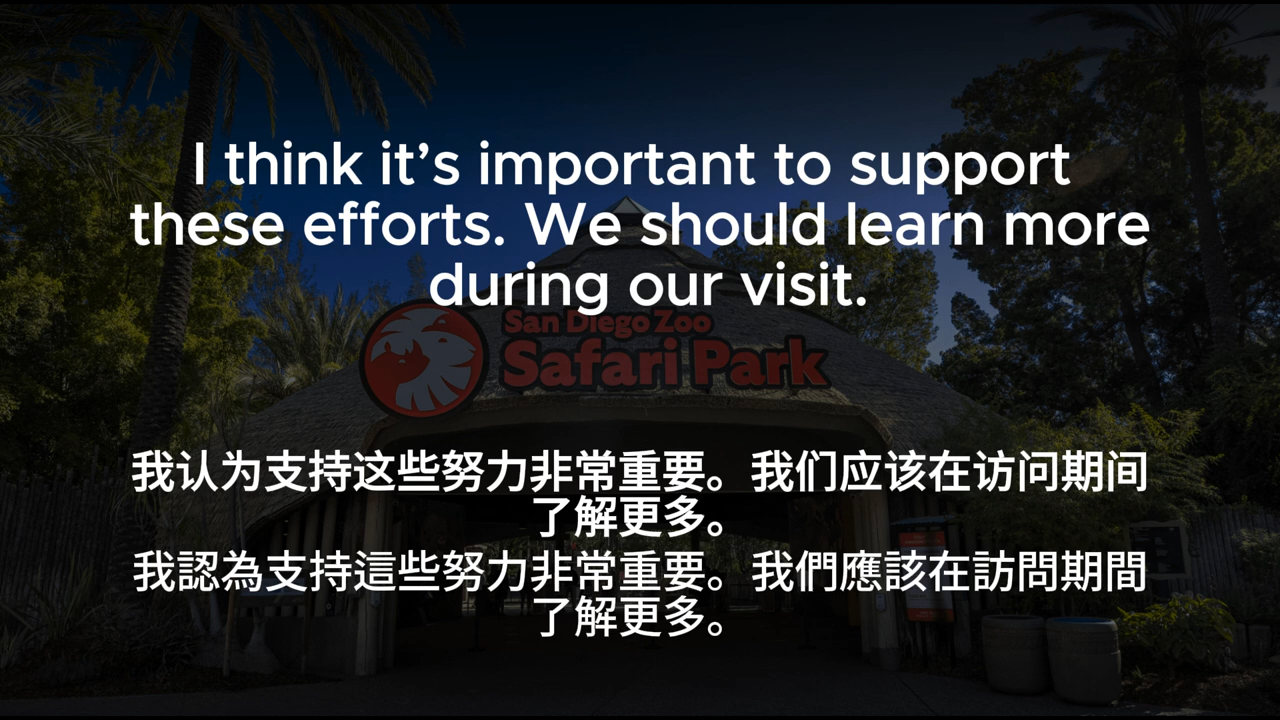 I think it’s important to support
these efforts. We should learn more
during our visit.
San Diego Zoo
Safari Park
我认为支持这些努力非常重要。我们应该在访问期间
了解更多。
我認為支持這些努力非常重要。我們應該在訪問期間
了解更多。